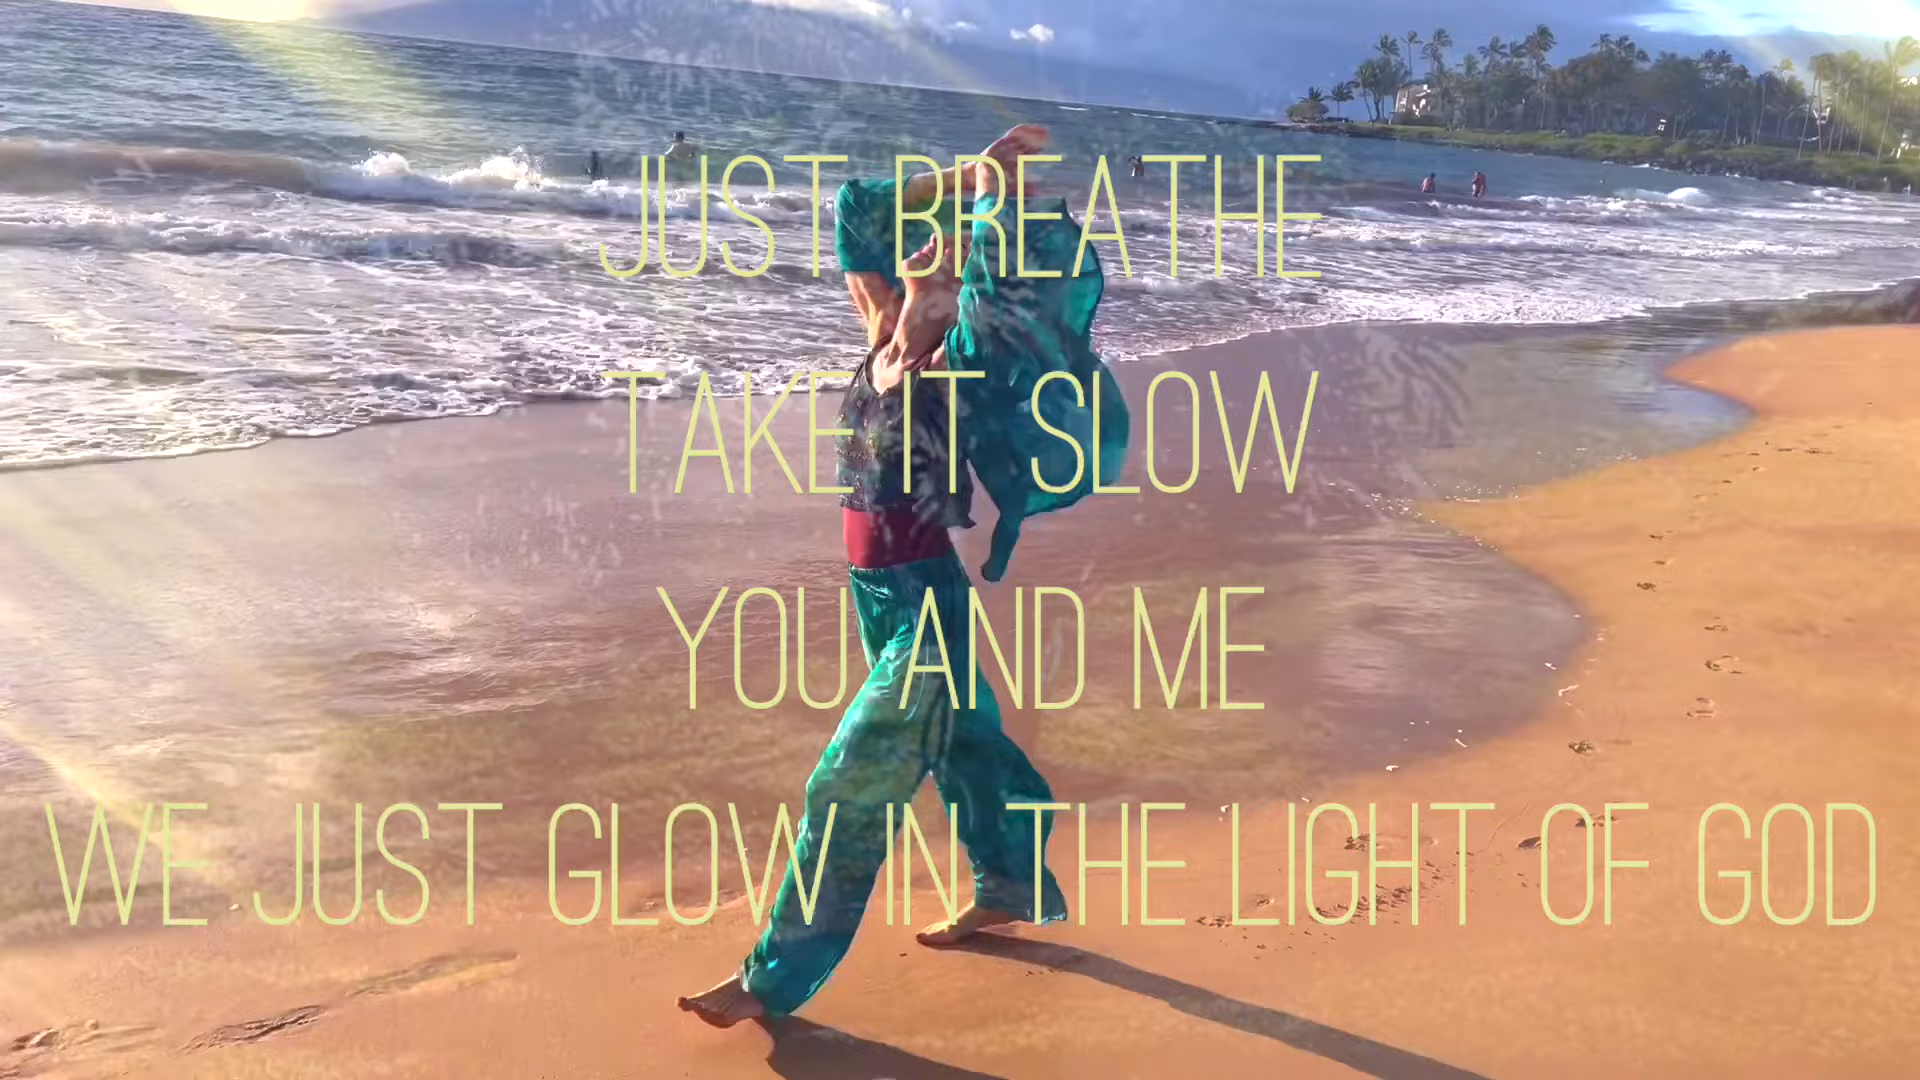 JUST BREATHE
TAKE IT SLOW
YOU AND ME
WE JUST GLOW IN THE LIGHT OF GOD